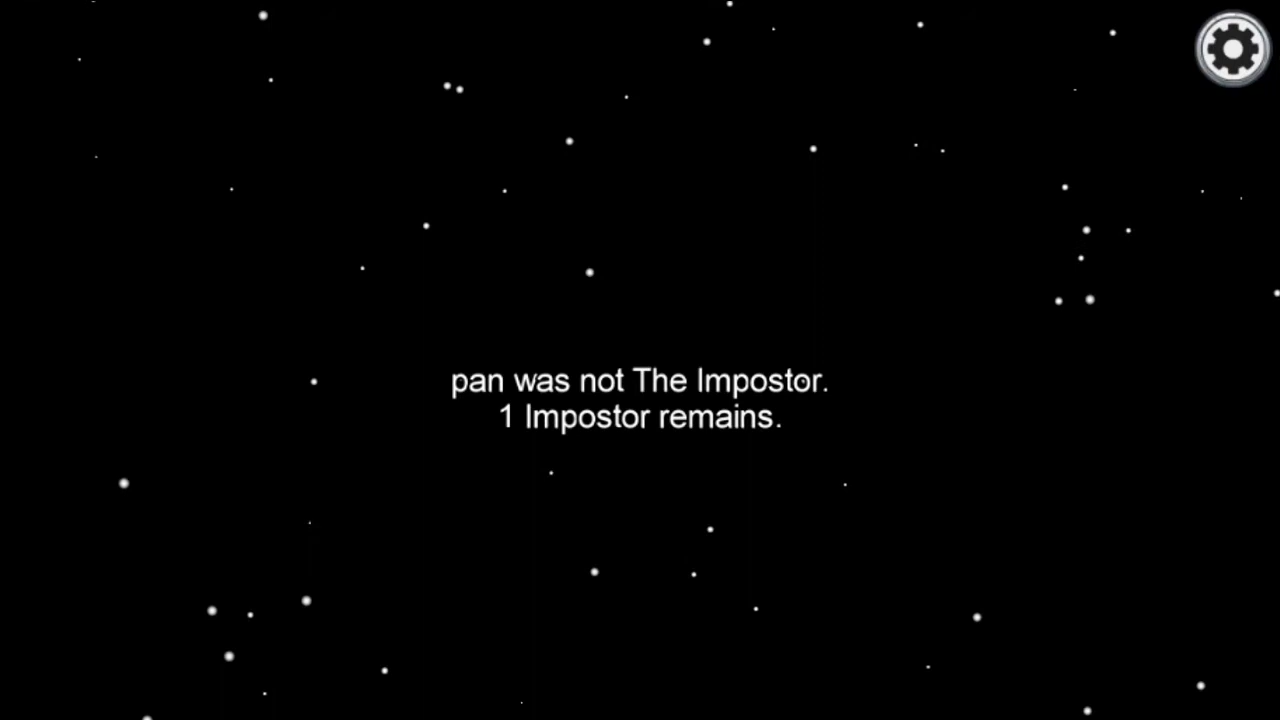 pan was not The Impostor.
1 Impostor remains.